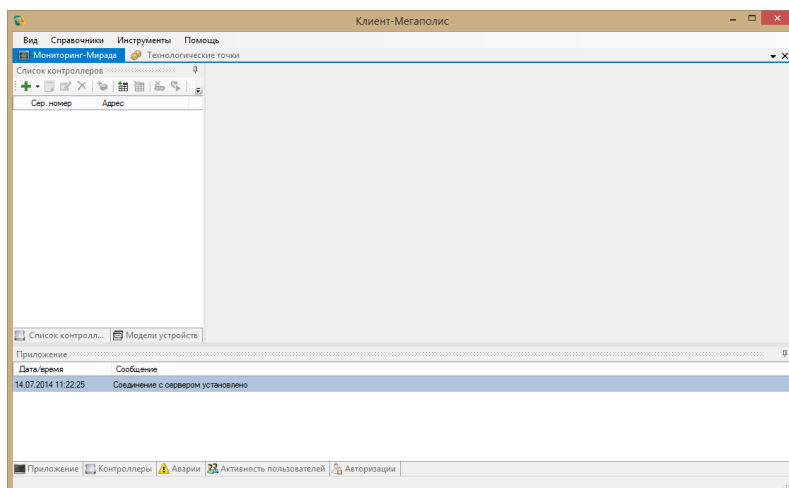 Клиент-Мегаполис
Вид Справочники Инструменты Помощь
Мониторинг-Мирада Технологические точки
Список контроллеров
Сер. номер Адрес
Список контролл... Модели устройств
Приложение
Дата/время Сообщение
14.07.2014 11:22:25 Соединение с сервером установлено
Приложение Контроллеры Аварии Активность пользователей Авторизации